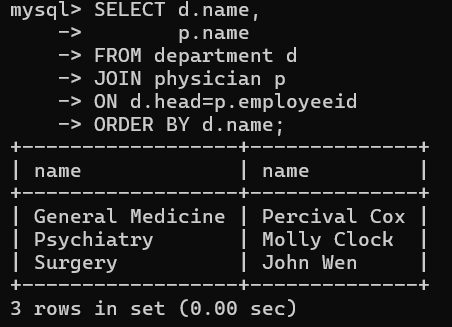 mysql> SELECT d.name,
    ->        p.name
    -> FROM department d
    -> JOIN physician p
    -> ON d.head=p.employeeid
    -> ORDER BY d.name;
+------------------+--------------+
| name             | name         |
+------------------+--------------+
| General Medicine | Percival Cox |
| Psychiatry       | Molly Clock  |
| Surgery          | John Wen     |
+------------------+--------------+
3 rows in set (0.00 sec)